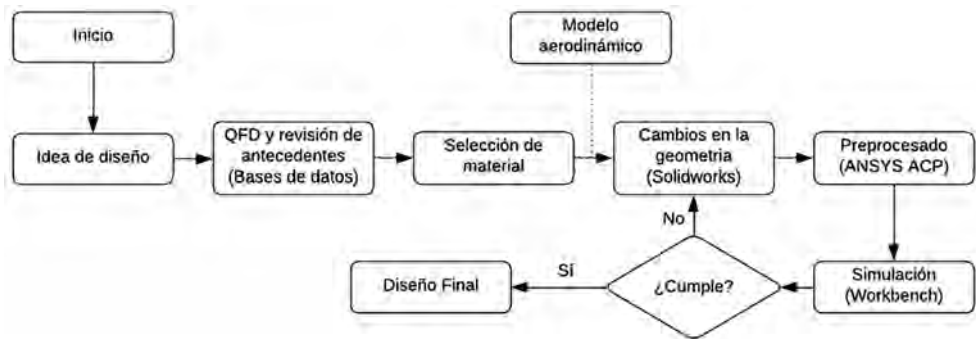 Inicio
Modelo
aerodinámico
Idea de diseño
QFD y revisión de
antecedentes
(Bases de datos)
Selección de
material
Cambios en la
geometria
(Solidworks)
Preprocesado
(ANSYS ACP)
No
Simulación
(Workbench)
¿Cumple?
Sí
Diseño Final